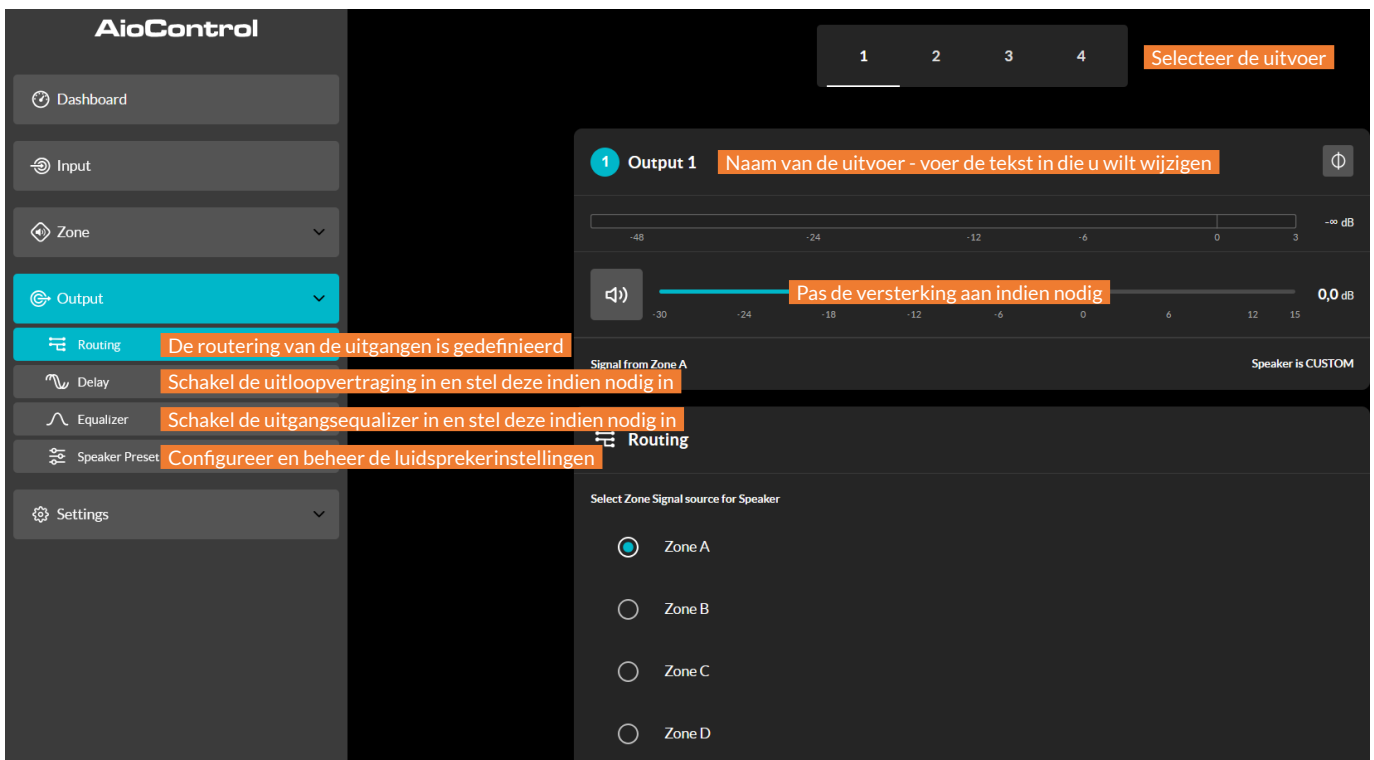 AioControl
1 2 3 4
Selecteer de uitvoer
Dashboard
Input
Zone
Output
Routing
De routering van de uitgangen is gedefinieerd
Delay
Schakel de uitloopvertraging in en stel deze indien nodig in
Equalizer
Schakel de uitgangsequalizer in en stel deze indien nodig in
Speaker Preset
Configureer en beheer de luidsprekerinstellingen
Settings
1 Output 1
Naam van de uitvoer - voer de tekst in die u wilt wijzigen
-∞ dB
-48 -24 -12 -6 0 3
Pas de versterking aan indien nodig
0,0 dB
-30 -24 -18 -12 -6 0 6 12 15
Signal from Zone A
Speaker is CUSTOM
Routing
Select Zone Signal source for Speaker
Zone A
Zone B
Zone C
Zone D